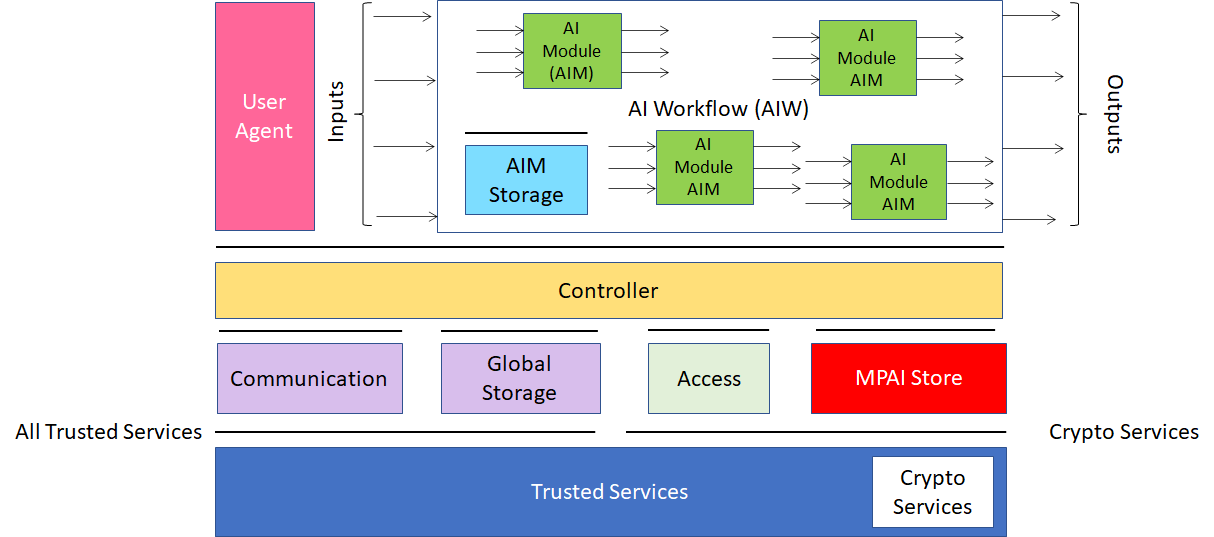 User
Agent
Inputs
AI
Module
(AIM)
AI
Module
AIM
AI Workflow (AIW)
AIM
Storage
AI
Module
AIM
AI
Module
AIM
Outputs
Controller
Communication
Global
Storage
Access
MPAI Store
All Trusted Services
Crypto Services
Trusted Services
Crypto
Services